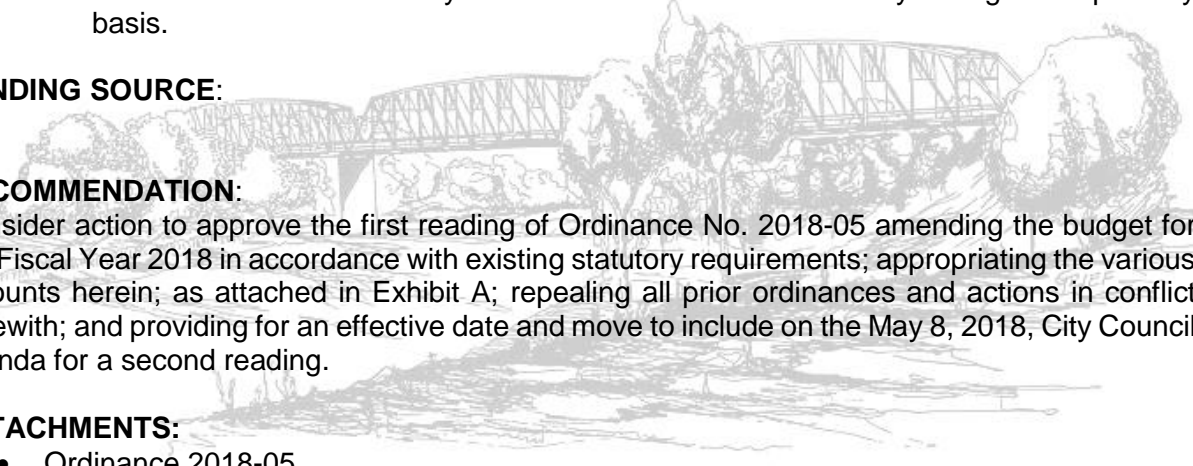 basis.
NDING SOURCE:
COMMENDATION:
sider action to approve the first reading of Ordinance No. 2018-05 amending the budget for
Fiscal Year 2018 in accordance with existing statutory requirements; appropriating the various
ounts herein; as attached in Exhibit A; repealing all prior ordinances and actions in conflict
ewith; and providing for an effective date and move to include on the May 8, 2018, City Council
nda for a second reading.
TACHMENTS:
• Ordinance 2018-05